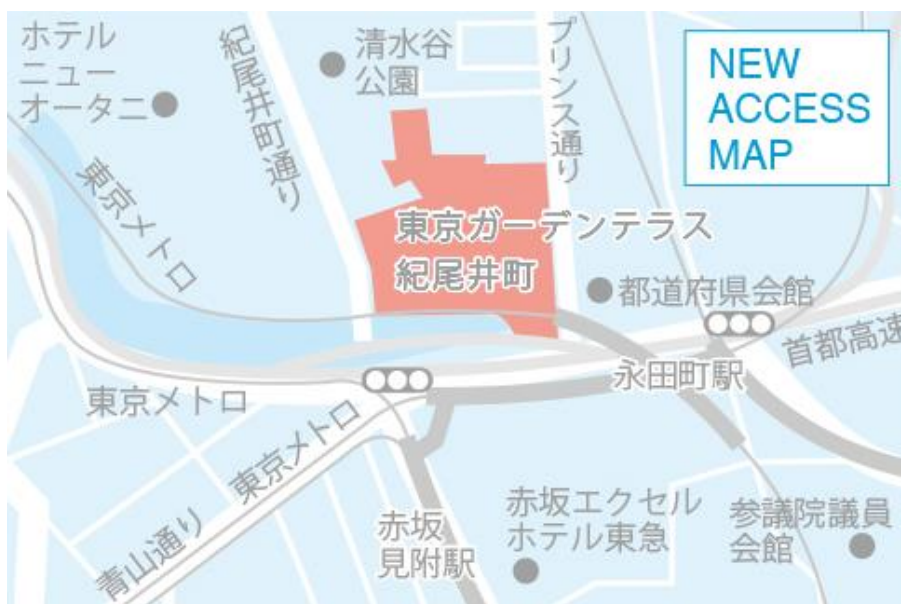 ホテル
ニュー
オータニ
紀尾井町通り
清水谷
公園
プリンス通り
NEW
ACCESS
MAP
東京メトロ
東京ガーデンテラス
紀尾井町
都道府県会館
首都高速
永田町駅
東京メトロ
東京メトロ
青山通り
赤坂
見附駅
赤坂エクセル
ホテル東急
参議院議員
会館